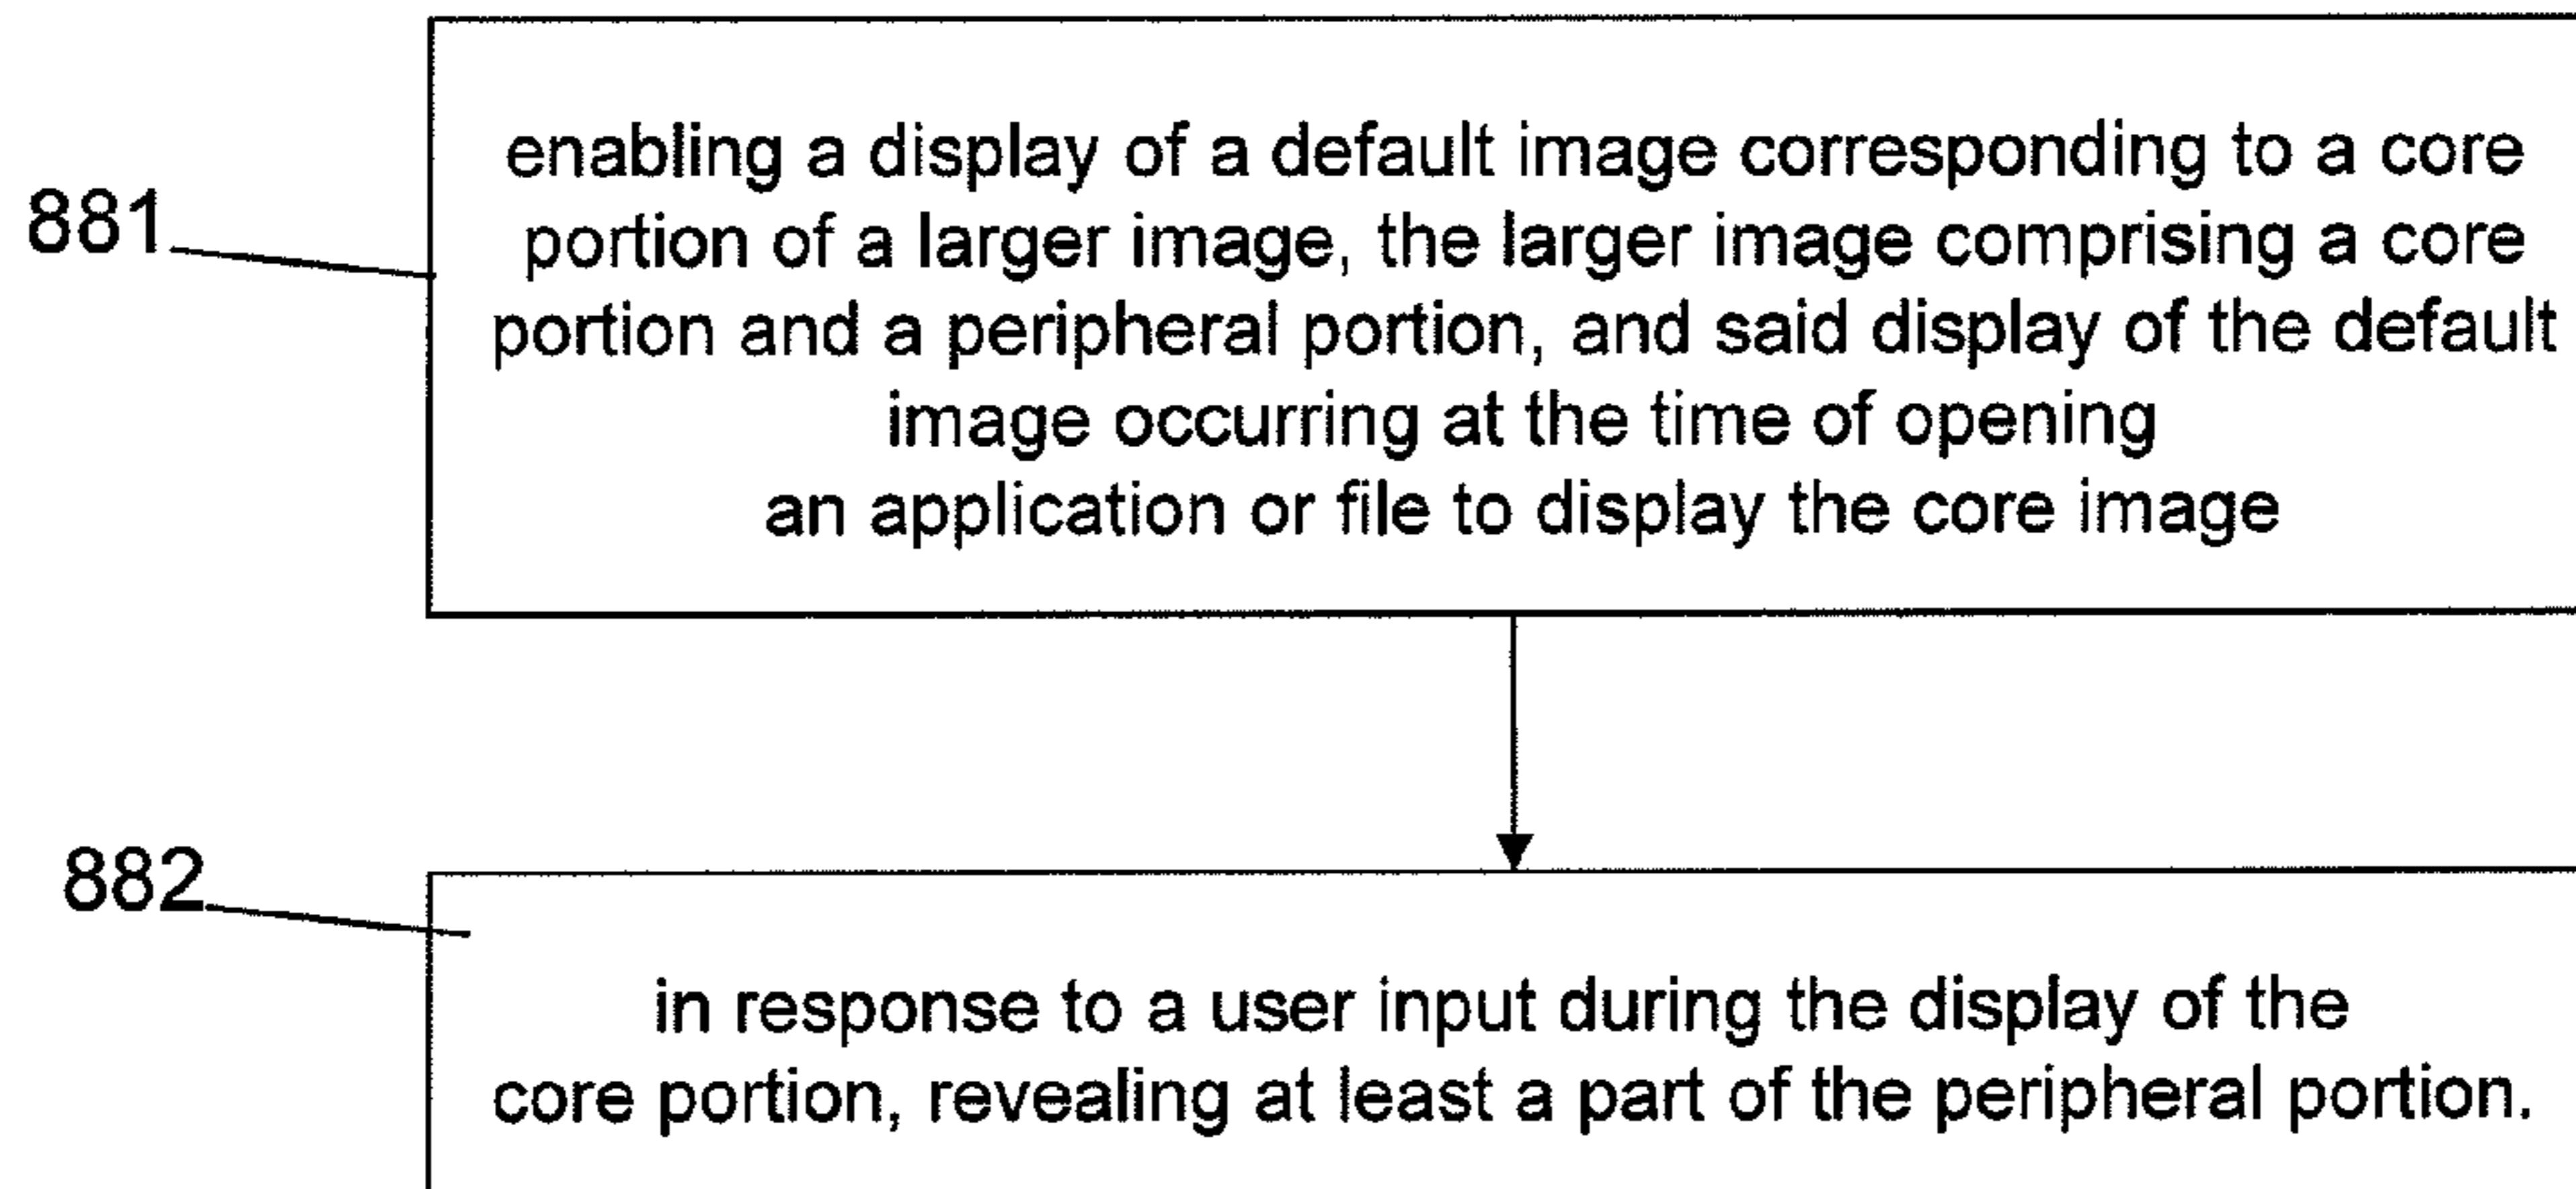 enabling a display of a default image corresponding to a core
881
portion of a larger image, the larger image comprising a core
portion and a peripheral portion, and said display of the default
image occurring at the time of opening
an application or file to display the core image
882
in response to a user input during the display of the
core portion, revealing at least a part of the peripheral portion.